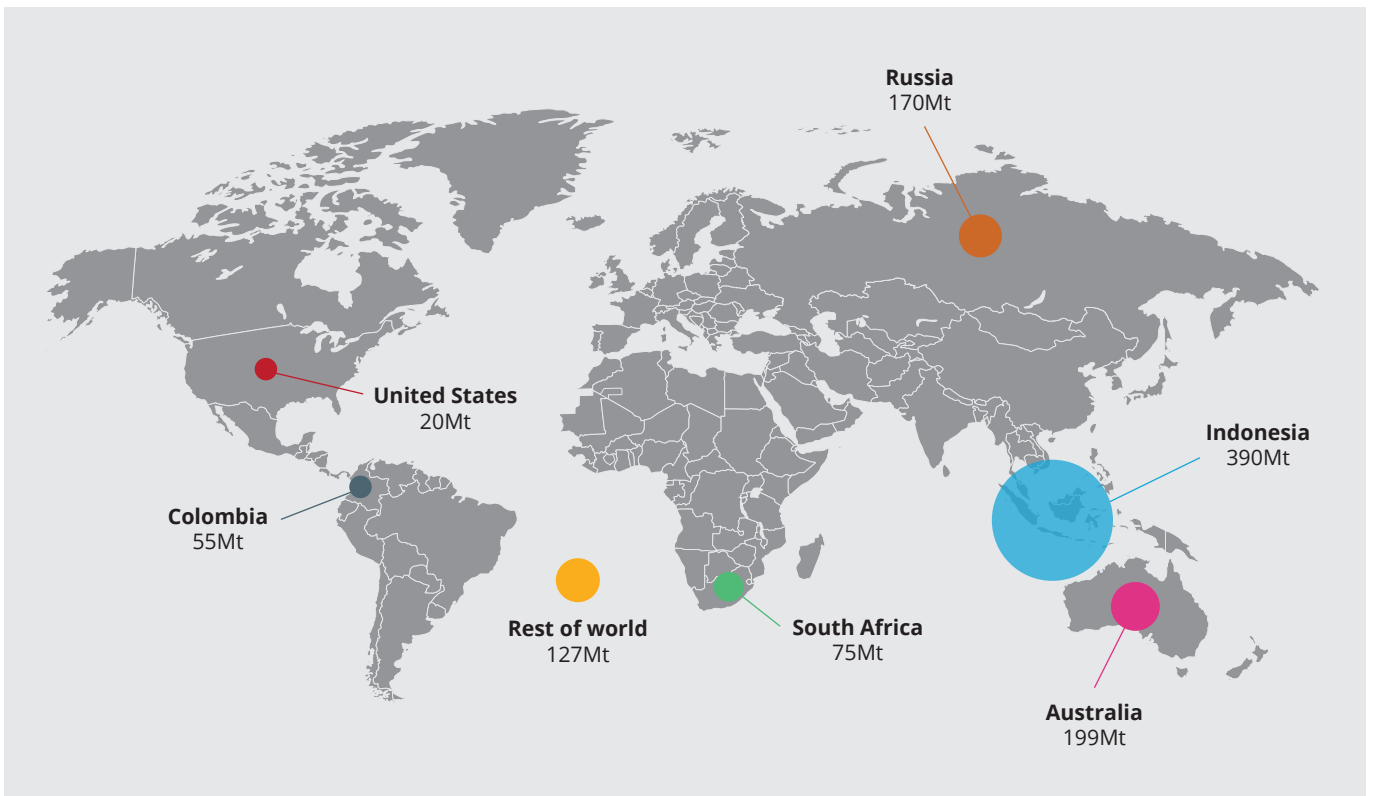 Russia
170Mt
United States
20Mt
Indonesia
390Mt
Colombia
55Mt
Rest of world
127Mt
South Africa
75Mt
Australia
199Mt